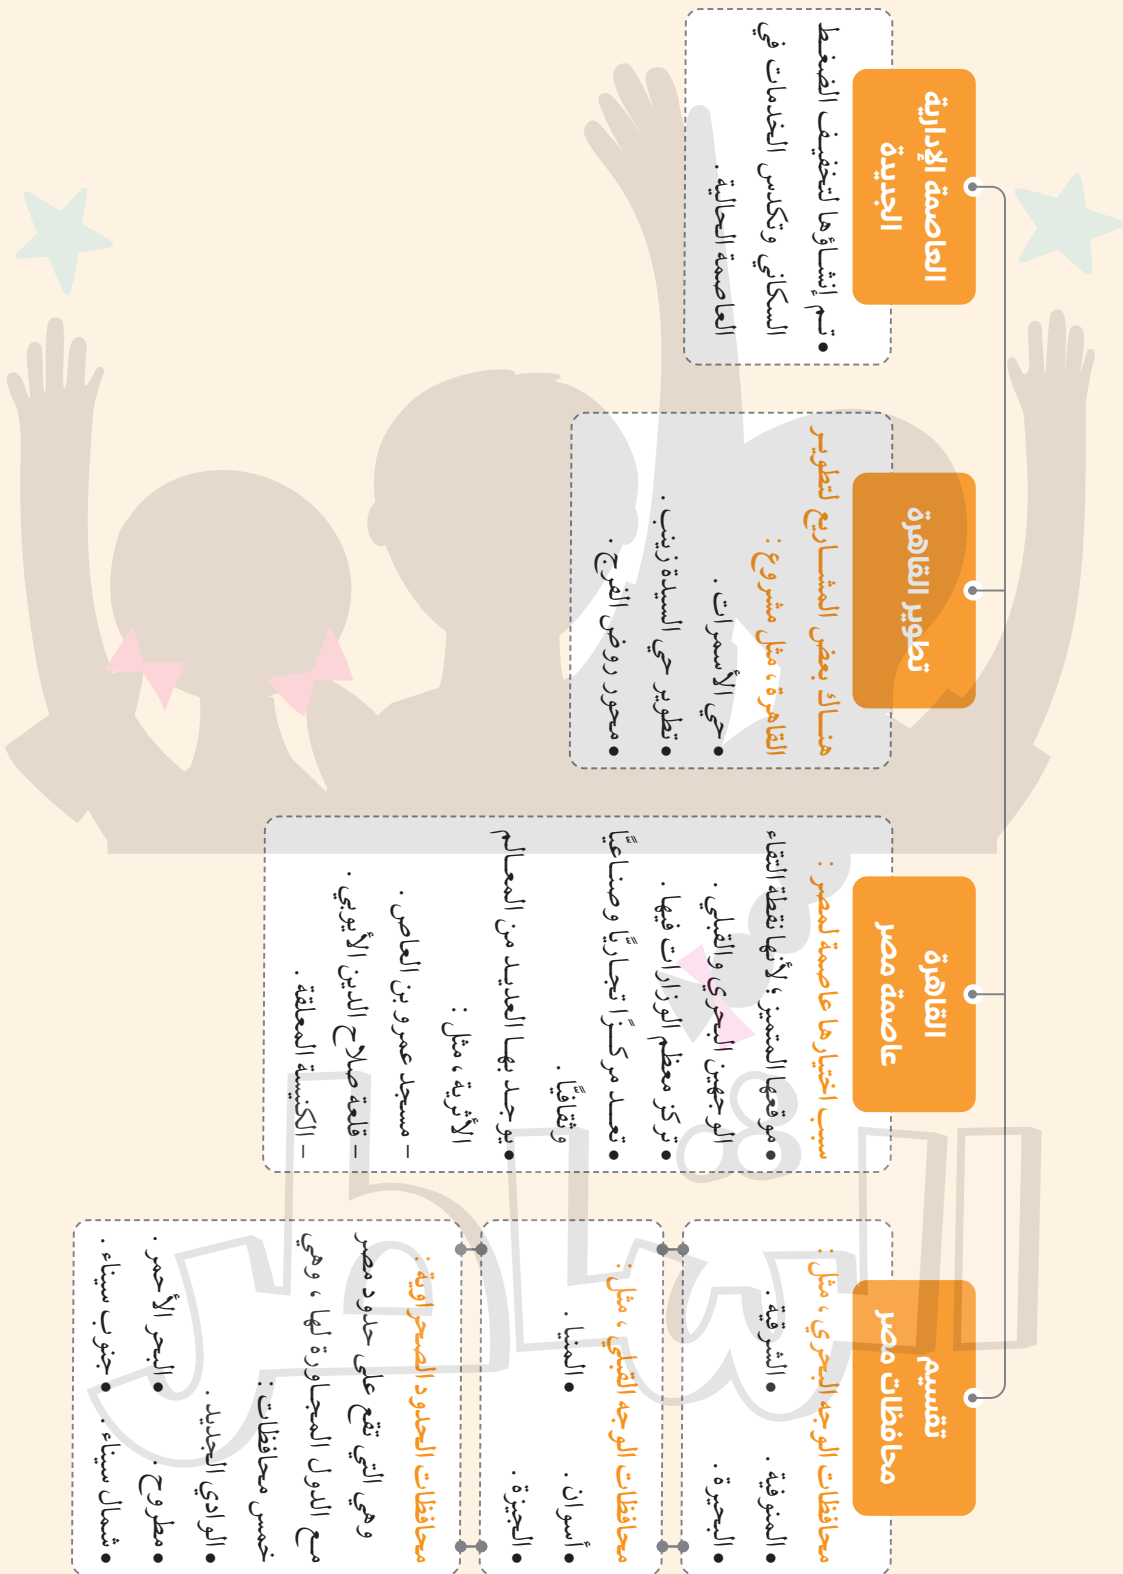 تقسيم
محافظات مصر
محافظات الوجه البحري ، مثل :
• المنوفية . • الشرقية .
• البحيرة .
محافظات الوجه القبلي ، مثل :
• أسوان . • المنيا .
• الجيزة .
محافظات الحدود الصحراوية :
وهي التي تقع على حدود مصر
مع الدول المجاورة لها ، وهي
خمس محافظات :
• الوادي الجديد .
• مطروح . • البحر الأحمر .
• شمال سيناء . • جنوب سيناء .
القاهرة
عاصمة مصر
سبب اختيارها عاصمة لمصر :
• موقعها المتميز ؛ لأنها نقطة التقاء
الوجهين البحري والقبلي .
• تركز معظم الوزارات فيها .
• تعد مركزًا تجاريًّا وصناعيًّا
وثقافيًّا .
• يوجد بها العديد من المعالم
الأثرية ، مثل :
– مسجد عمرو بن العاص .
– قلعة صلاح الدين الأيوبي .
– الكنيسة المعلقة .
تطوير القاهرة
هناك بعض المشاريع لتطوير
القاهرة ، مثل مشروع :
• حي الأسمرات .
• تطوير حي السيدة زينب .
• محور روض الفرج .
العاصمة الإدارية
الجديدة
• تم إنشاؤها لتخفيف الضغط
السكاني وتكدس الخدمات في
العاصمة الحالية .
الشاطر